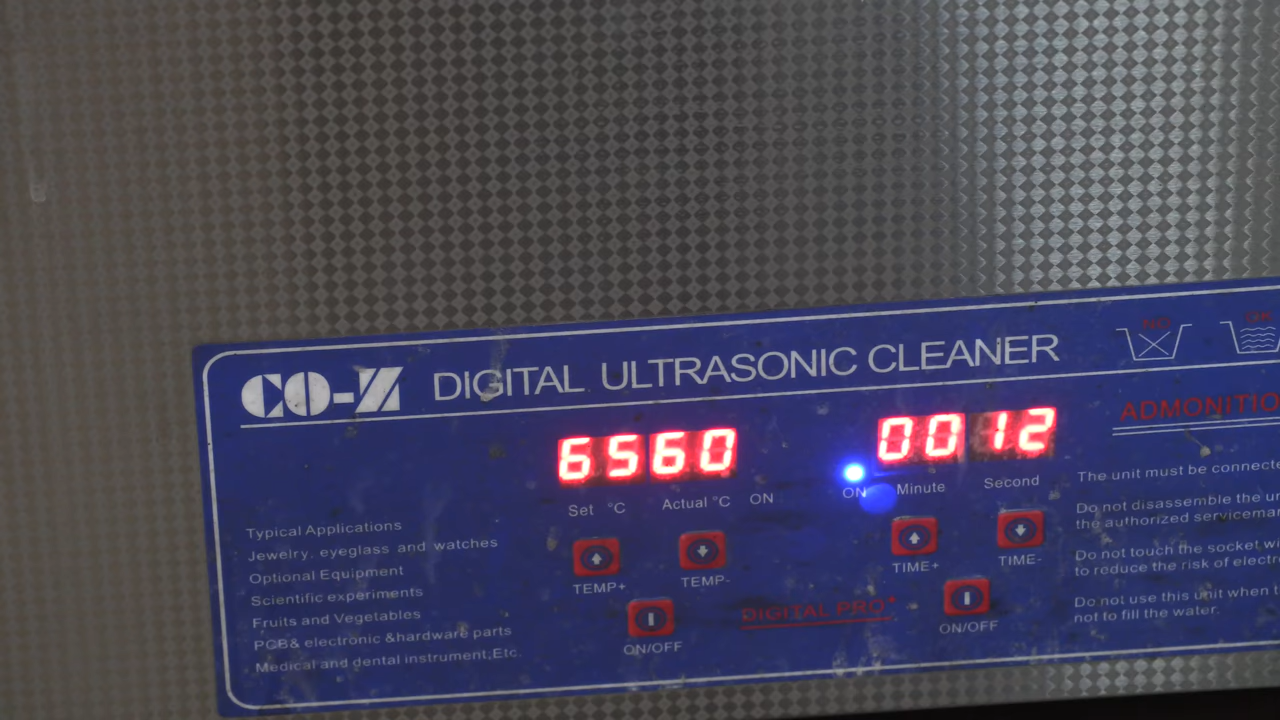 CO-Z DIGITAL ULTRASONIC CLEANER
NO
OK
6560
0012
ADMONITIO
Set °C Actual °C ON
ON Minute Second
TEMP+ TEMP-
TIME+ TIME-
ON/OFF
ON/OFF
DIGITAL PRO
Typical Applications
Jewelry, eyeglass and watches
Optional Equipment
Scientific experiments
Fruits and Vegetables
PCB& electronic &hardware parts
Medical and dental instrument,Etc.
The unit must be connecte
Do not disassemble the un
the authorized serviceman
Do not touch the socket wi
to reduce the risk of electr
Do not use this unit when t
not to fill the water.